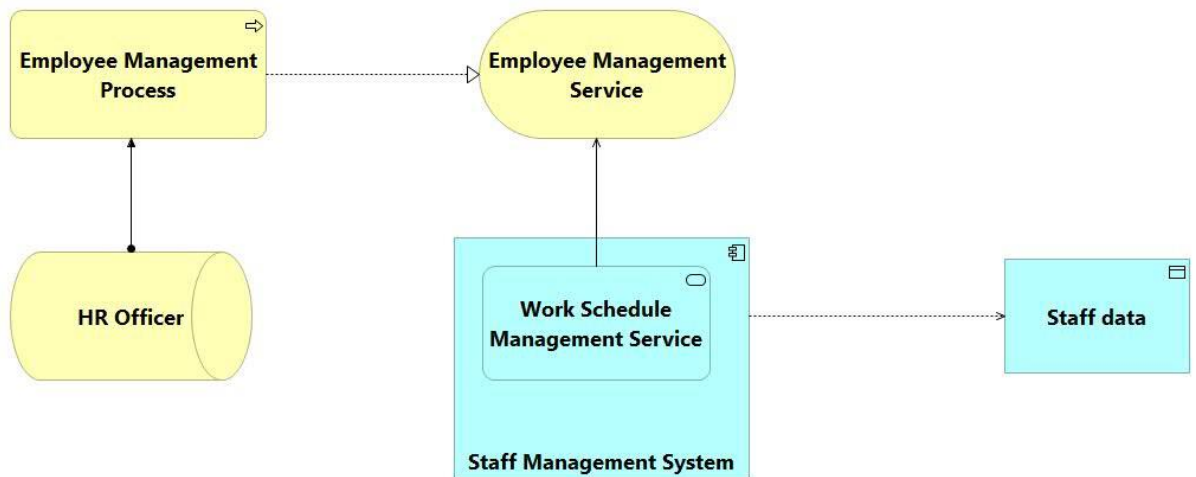 Employee Management
Process
Employee Management
Service
HR Officer
Work Schedule
Management Service
Staff data
Staff Management System